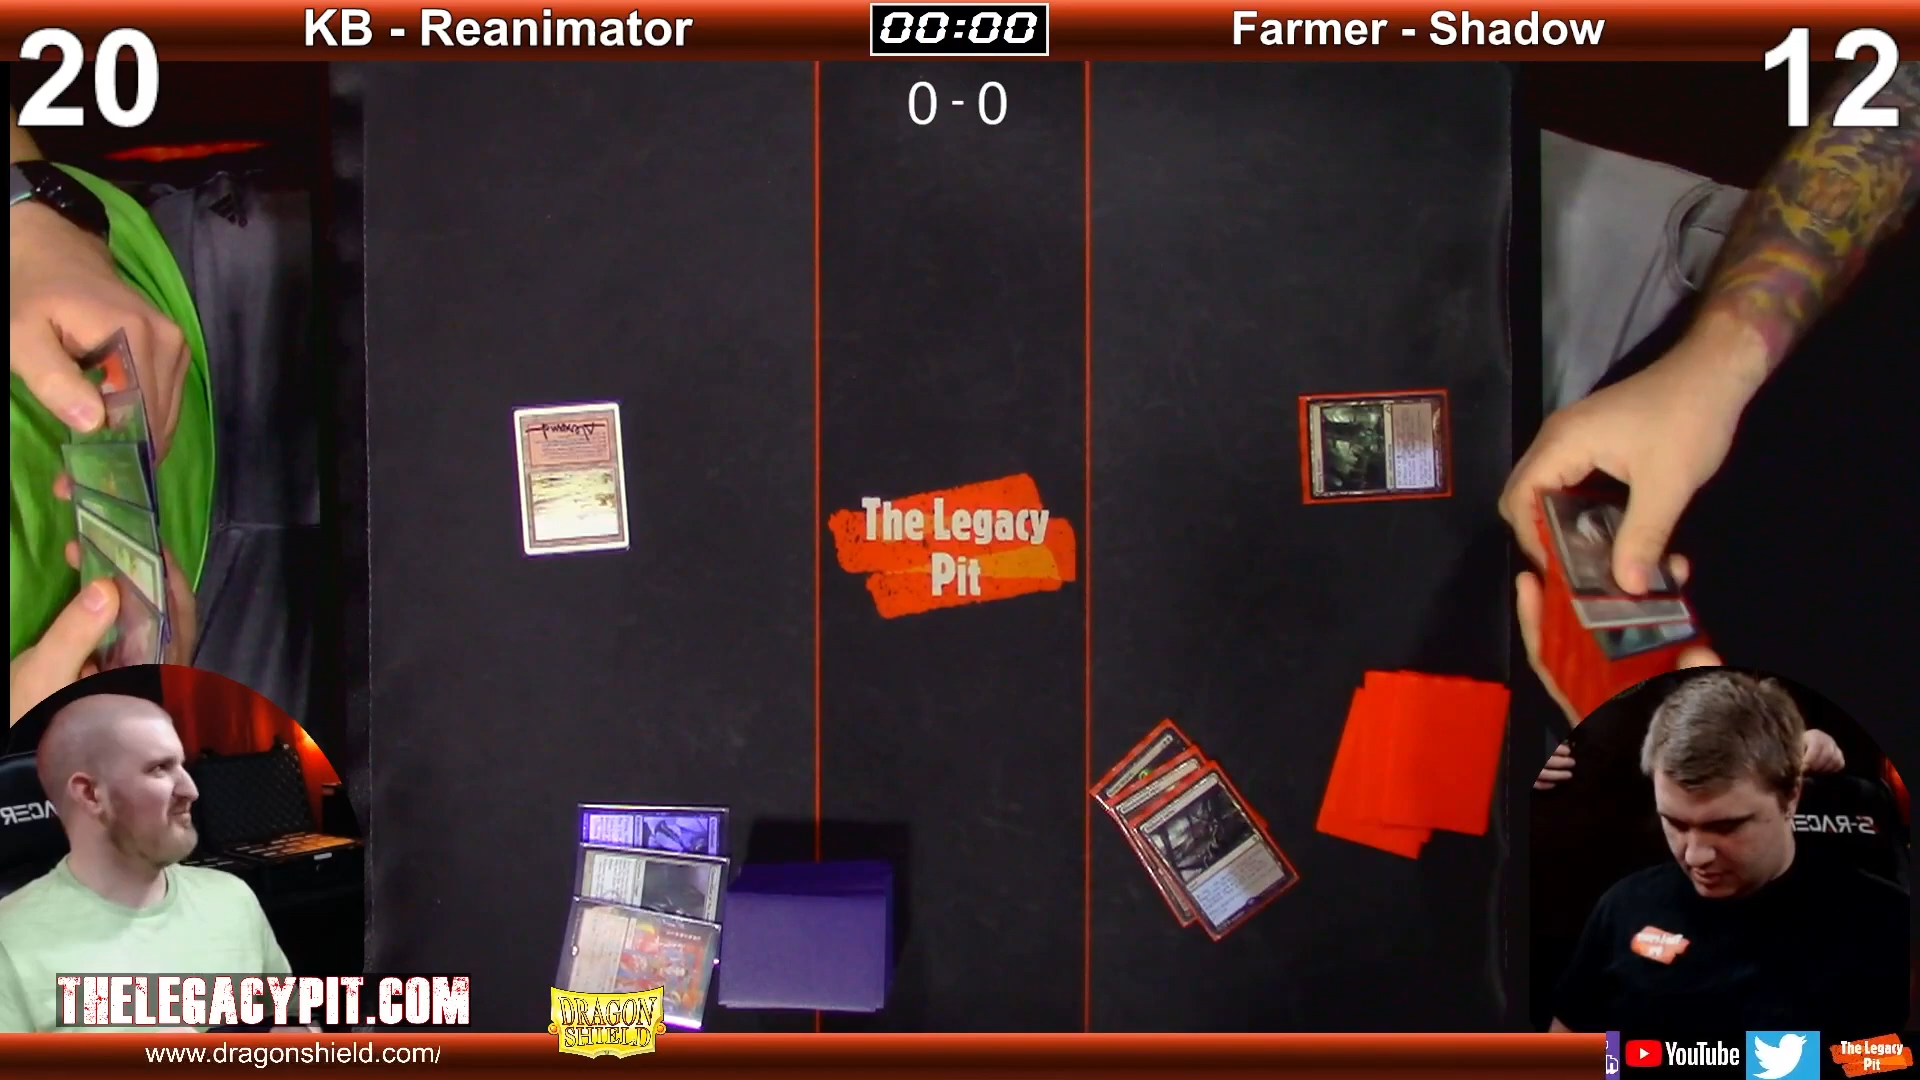 KB - Reanimator
00:00
Farmer - Shadow
20
12
0 - 0
The Legacy
Pit
THELEGACYPIT.COM
DRAGON
SHIELD
www.dragonshield.com/
YouTube
The Legacy
Pit